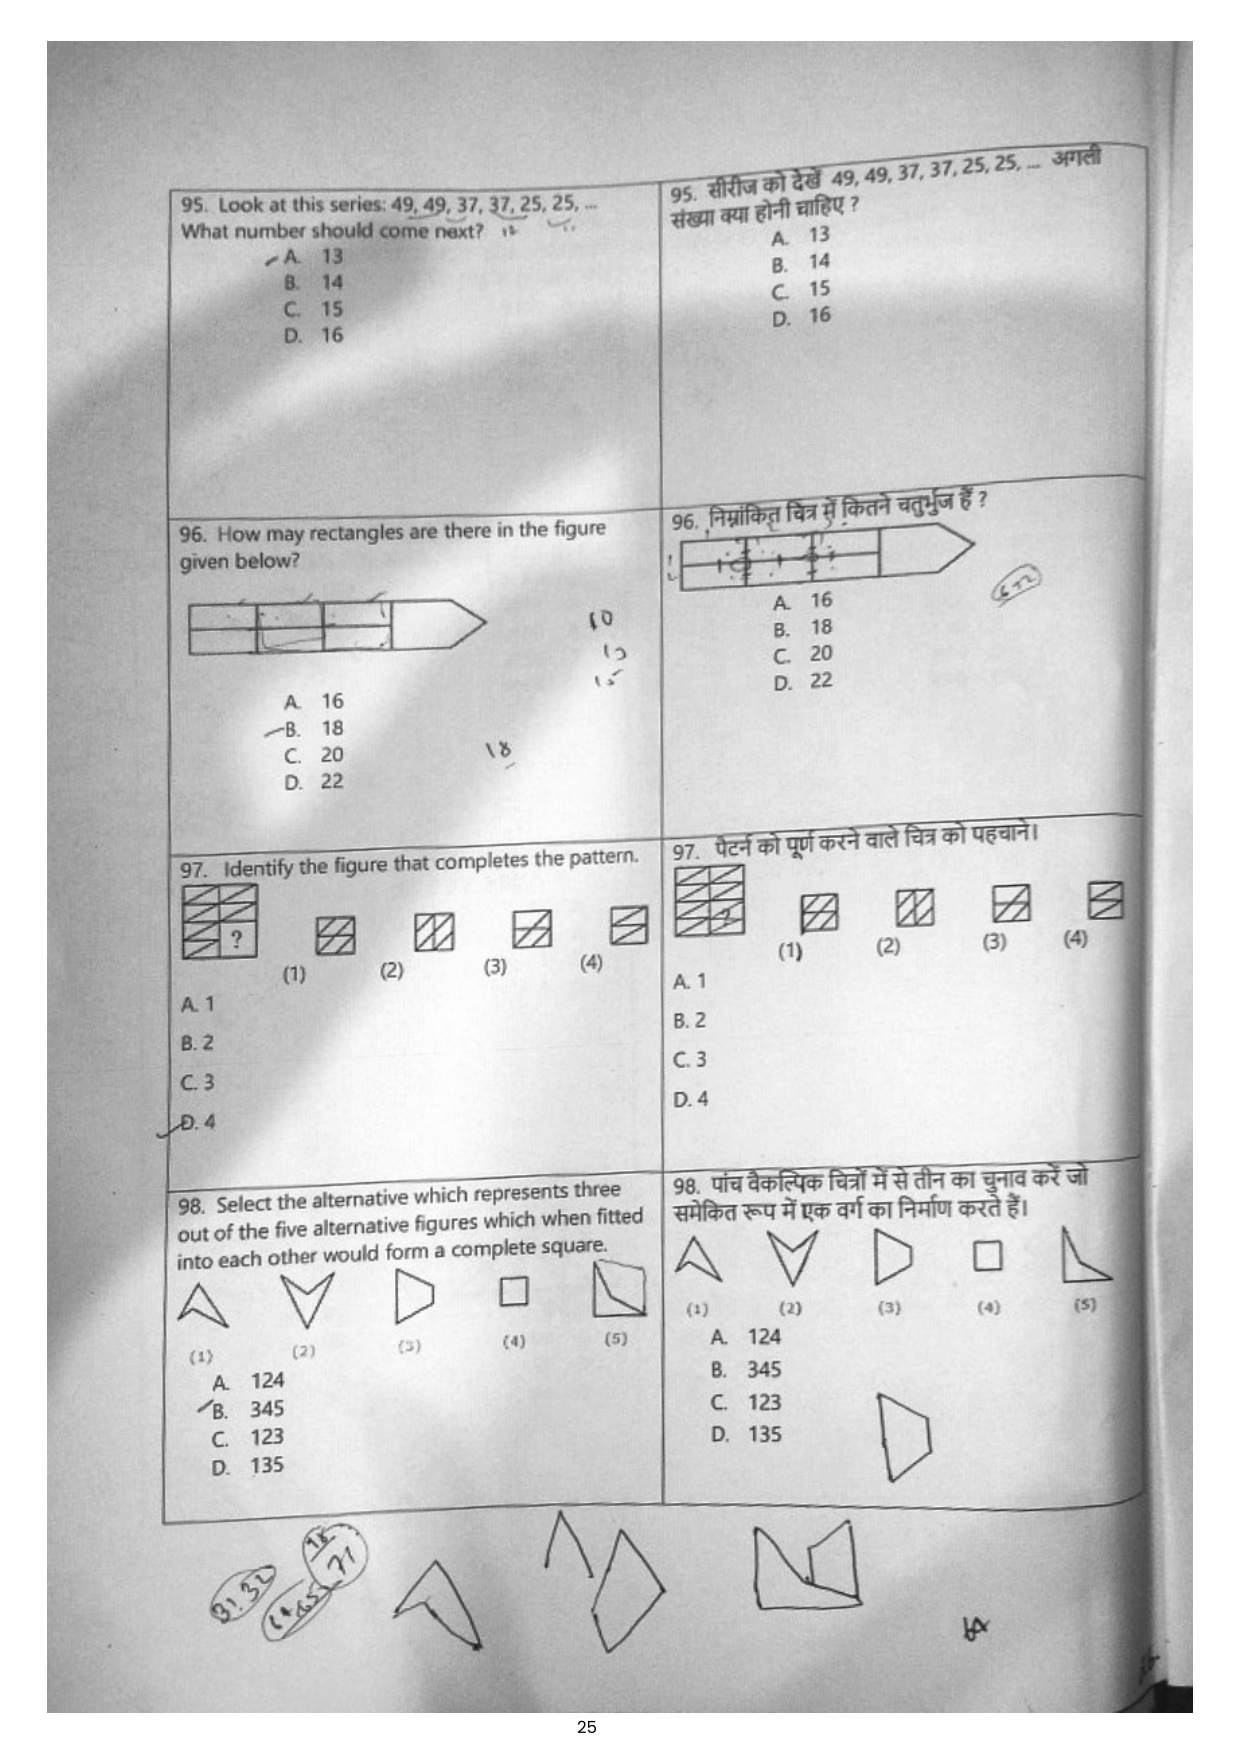 95. Look at this series: 49, 49, 37, 37, 25, 25, ...
What number should come next?
A. 13
B. 14
C. 15
D. 16
95. सीरीज को देखें 49, 49, 37, 37, 25, 25, ... अगली
संख्या क्या होनी चाहिए ?
A. 13
B. 14
C. 15
D. 16
96. How may rectangles are there in the figure
given below?
10
15
A. 16
B. 18
C. 20
D. 22
18
96. निम्नांकित चित्र में कितने चतुर्भुज हैं ?
A. 16
B. 18
C. 20
D. 22
97. Identify the figure that completes the pattern.
?
(1) (2) (3) (4)
A. 1
B. 2
C. 3
D. 4
97. पेटर्न को पूर्ण करने वाले चित्र को पहचाने।
?
(1) (2) (3) (4)
A. 1
B. 2
C. 3
D. 4
98. Select the alternative which represents three
out of the five alternative figures which when fitted
into each other would form a complete square.
(1) (2) (3) (4) (5)
A. 124
B. 345
C. 123
D. 135
98. पांच वैकल्पिक चित्रों में से तीन का चुनाव करें जो
समेकित रूप में एक वर्ग का निर्माण करते हैं।
(1) (2) (3) (4) (5)
A. 124
B. 345
C. 123
D. 135
25